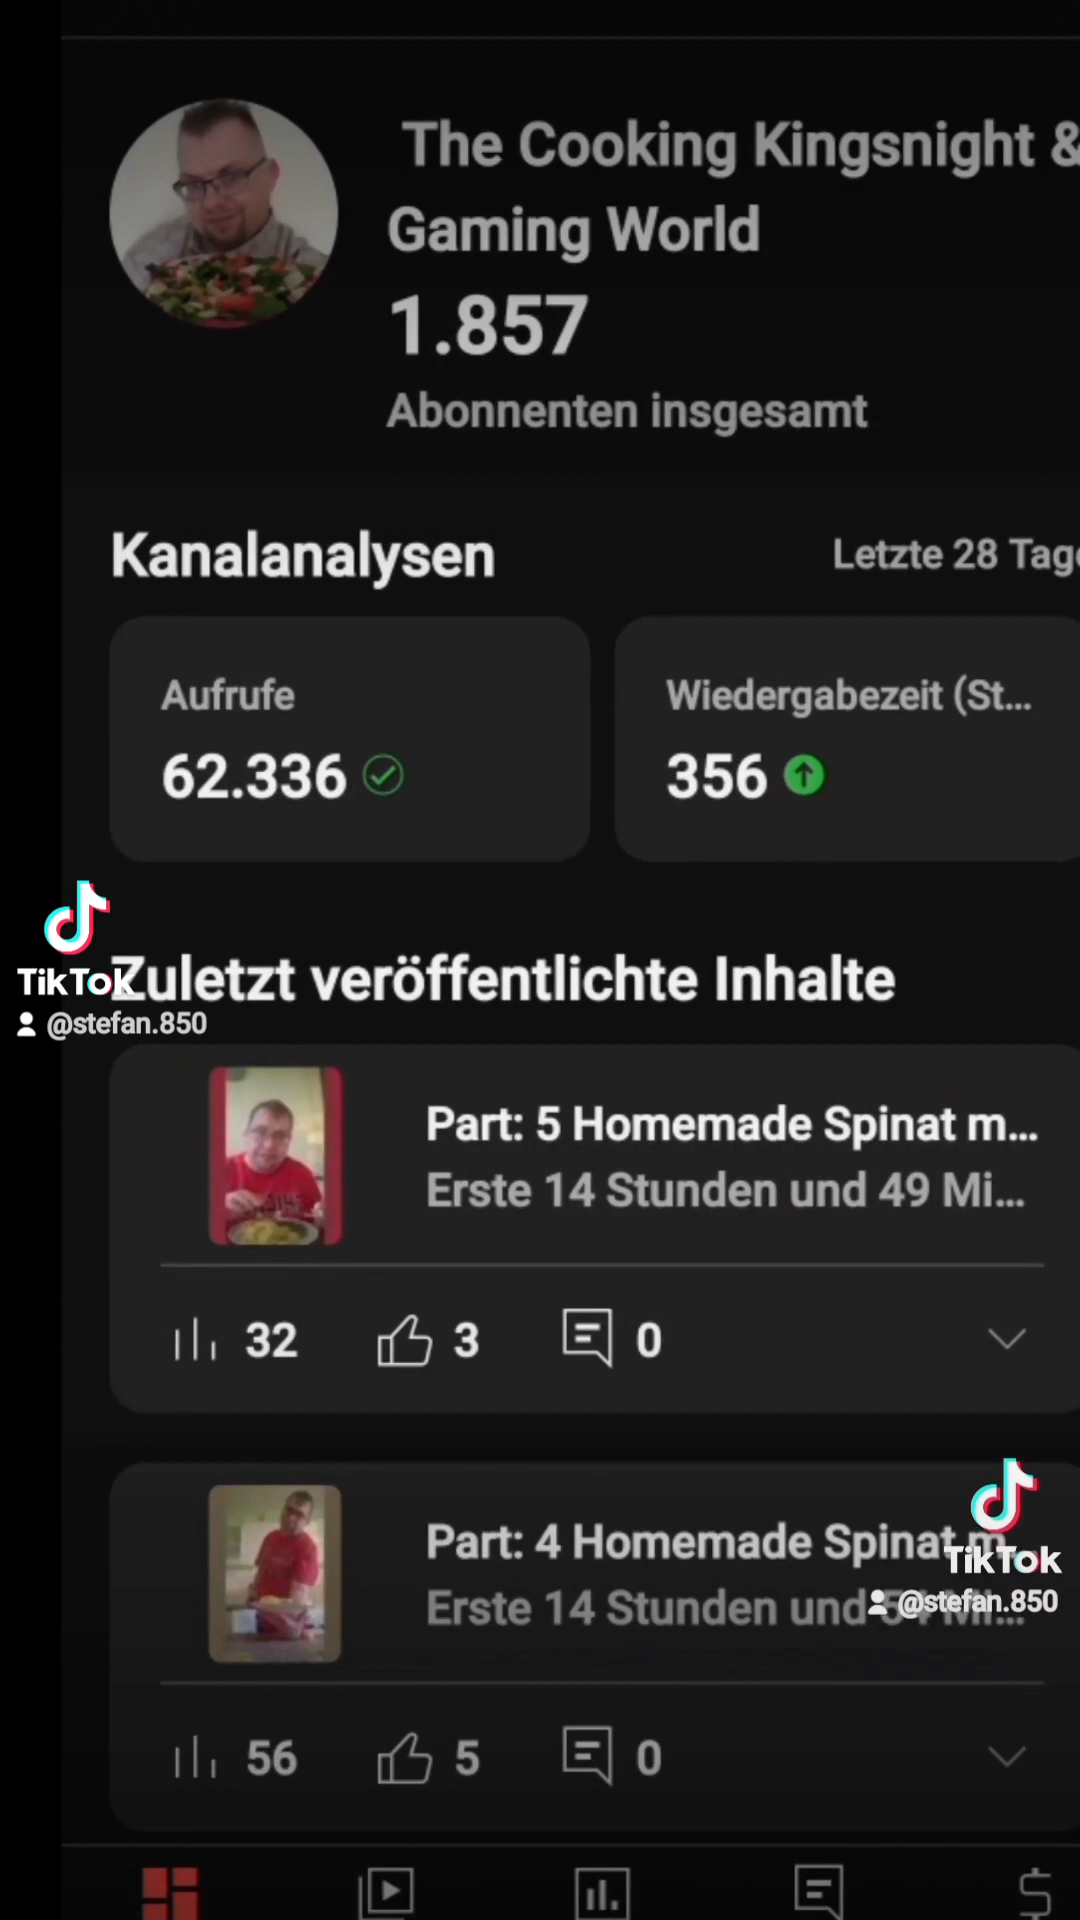 The Cooking Kingsnight &
Gaming World
1.857
Abonnenten insgesamt
Kanalanalysen
Letzte 28 Tage
Aufrufe
Wiedergabezeit (St...
62.336
356
Zuletzt veröffentlichte Inhalte
TikTok
@stefan.850
Part: 5 Homemade Spinat m...
Erste 14 Stunden und 49 Mi...
32
3
0
Part: 4 Homemade Spinat m...
Erste 14 Stunden und Mi...
TikTok
@stefan.850
56
5
0